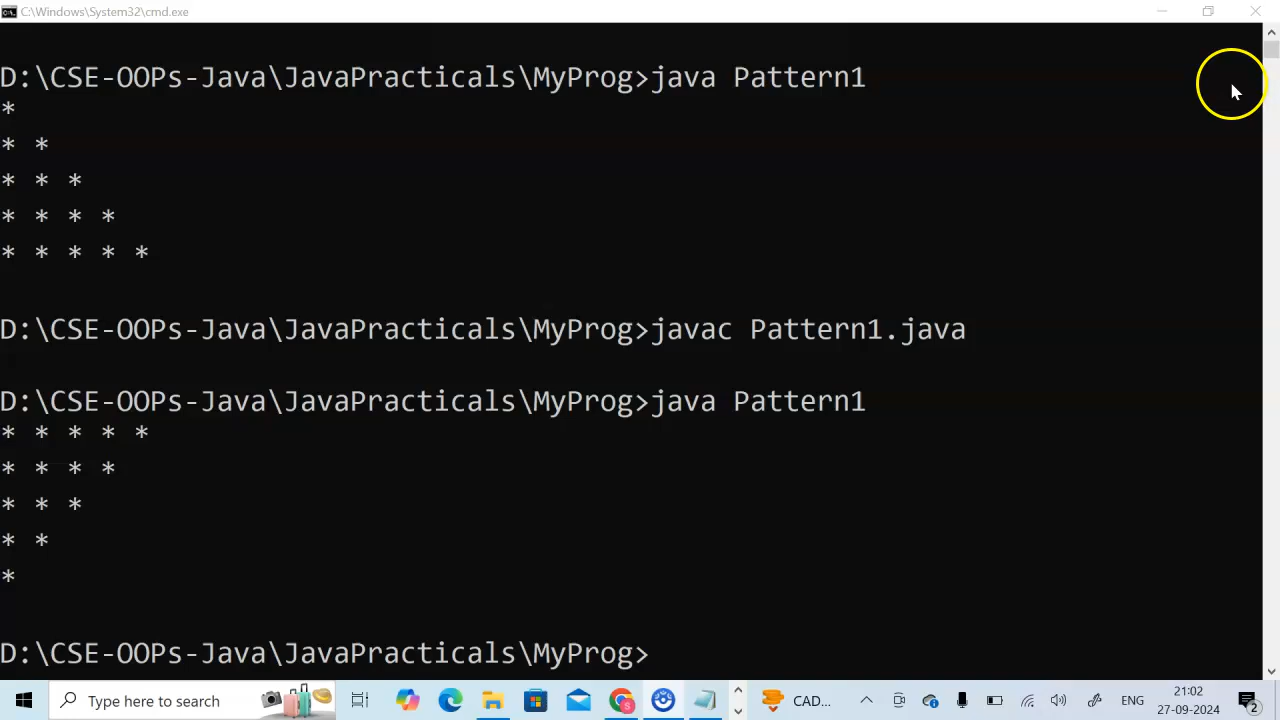 C:\Windows\System32\cmd.exe
D:\CSE-OOPs-Java\JavaPracticals\MyProg>java Pattern1
*
* *
* * *
* * * *
* * * * *
D:\CSE-OOPs-Java\JavaPracticals\MyProg>javac Pattern1.java
D:\CSE-OOPs-Java\JavaPracticals\MyProg>java Pattern1
* * * * *
* * * *
* * *
* *
*
D:\CSE-OOPs-Java\JavaPracticals\MyProg>
Type here to search
CAD...
ENG
21:02
27-09-2024
2